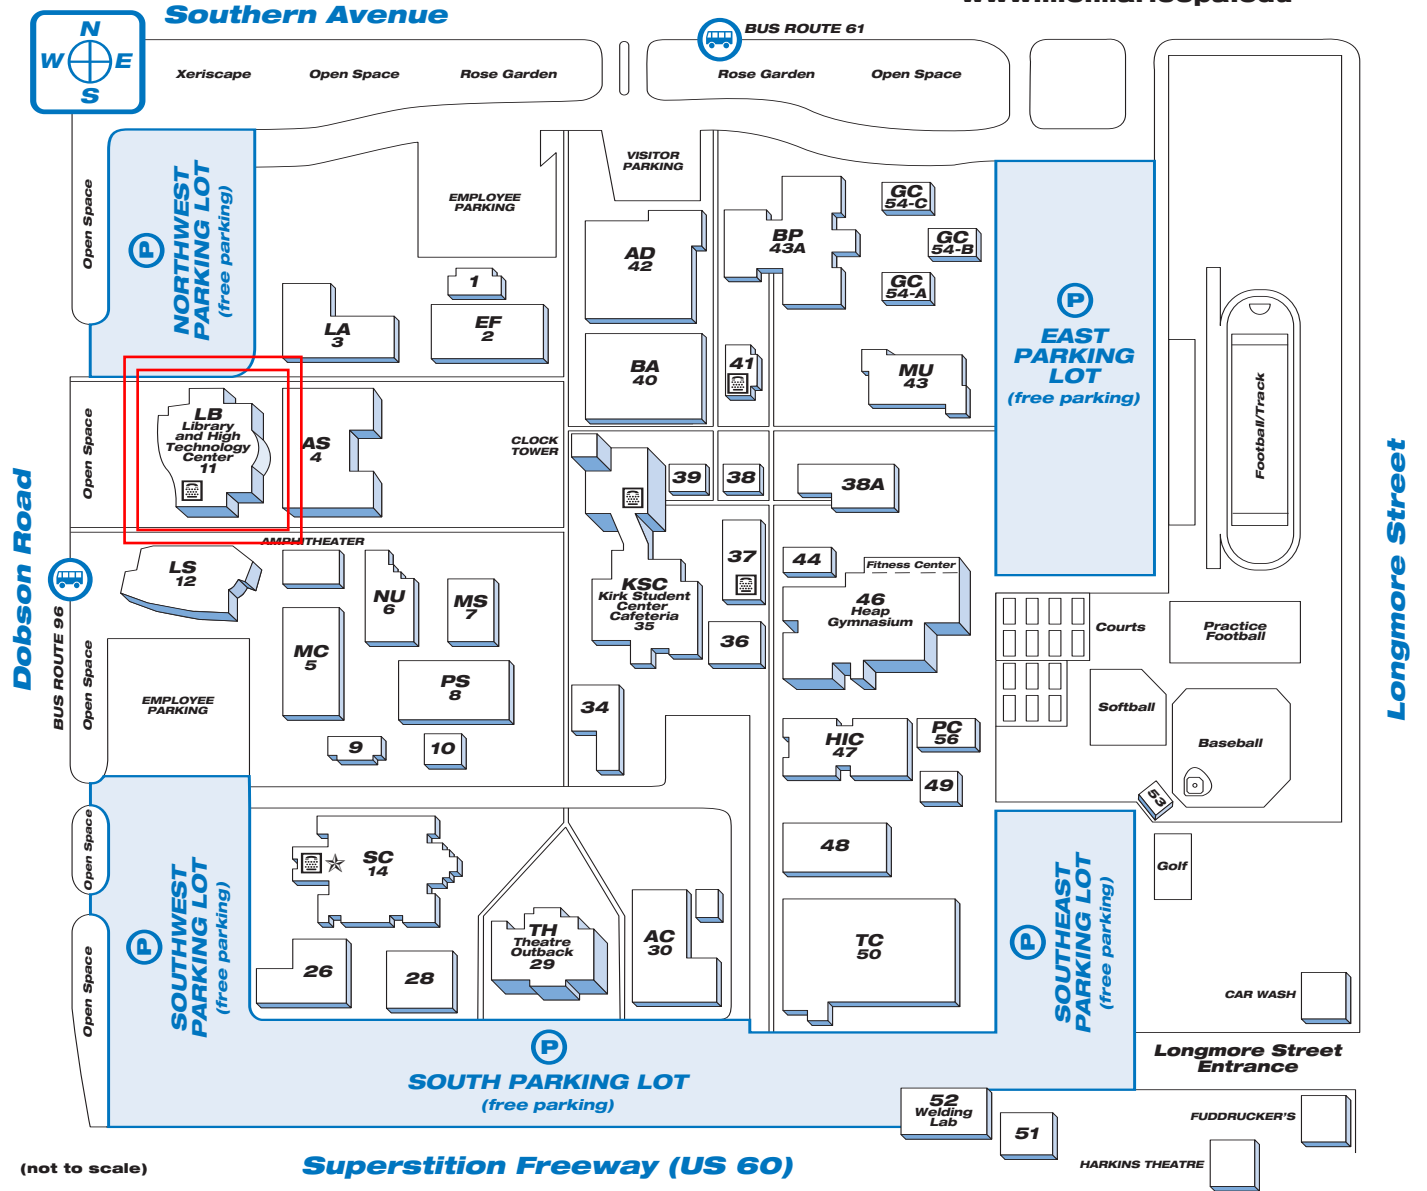 Southern Avenue
N
W
E
S
BUS ROUTE 61
Xeriscape
Open Space
Rose Garden
Rose Garden
Open Space
Open Space
P
NORTHWEST
PARKING LOT
(free parking)
EMPLOYEE
PARKING
VISITOR
PARKING
GC
54-C
BP
43A
GC
54-B
AD
42
GC
54-A
1
EF
2
LA
3
P
EAST
PARKING
LOT
(free parking)
BA
40
41
MU
43
Football/Track
Open Space
LB
Library
and High
Technology
Center
11
AS
4
CLOCK
TOWER
39
38
38A
Dobson Road
Longmore Street
AMPHITHEATER
LS
12
BUS ROUTE 96
NU
6
MS
7
KSC
Kirk Student
Center
Cafeteria
35
37
44
Fitness Center
46
Heap
Gymnasium
Courts
Practice
Football
36
MC
5
PS
8
Open Space
EMPLOYEE
PARKING
34
Softball
Baseball
9
10
HIC
47
PC
56
49
53
Open Space
SC
14
48
Golf
P
SOUTHWEST
PARKING LOT
(free parking)
P
SOUTHEAST
PARKING LOT
(free parking)
Open Space
26
28
TH
Theatre
Outback
29
AC
30
TC
50
CAR WASH
P
SOUTH PARKING LOT
(free parking)
Longmore Street
Entrance
52
Welding
Lab
51
FUDDRUCKER'S
HARKINS THEATRE
(not to scale)
Superstition Freeway (US 60)